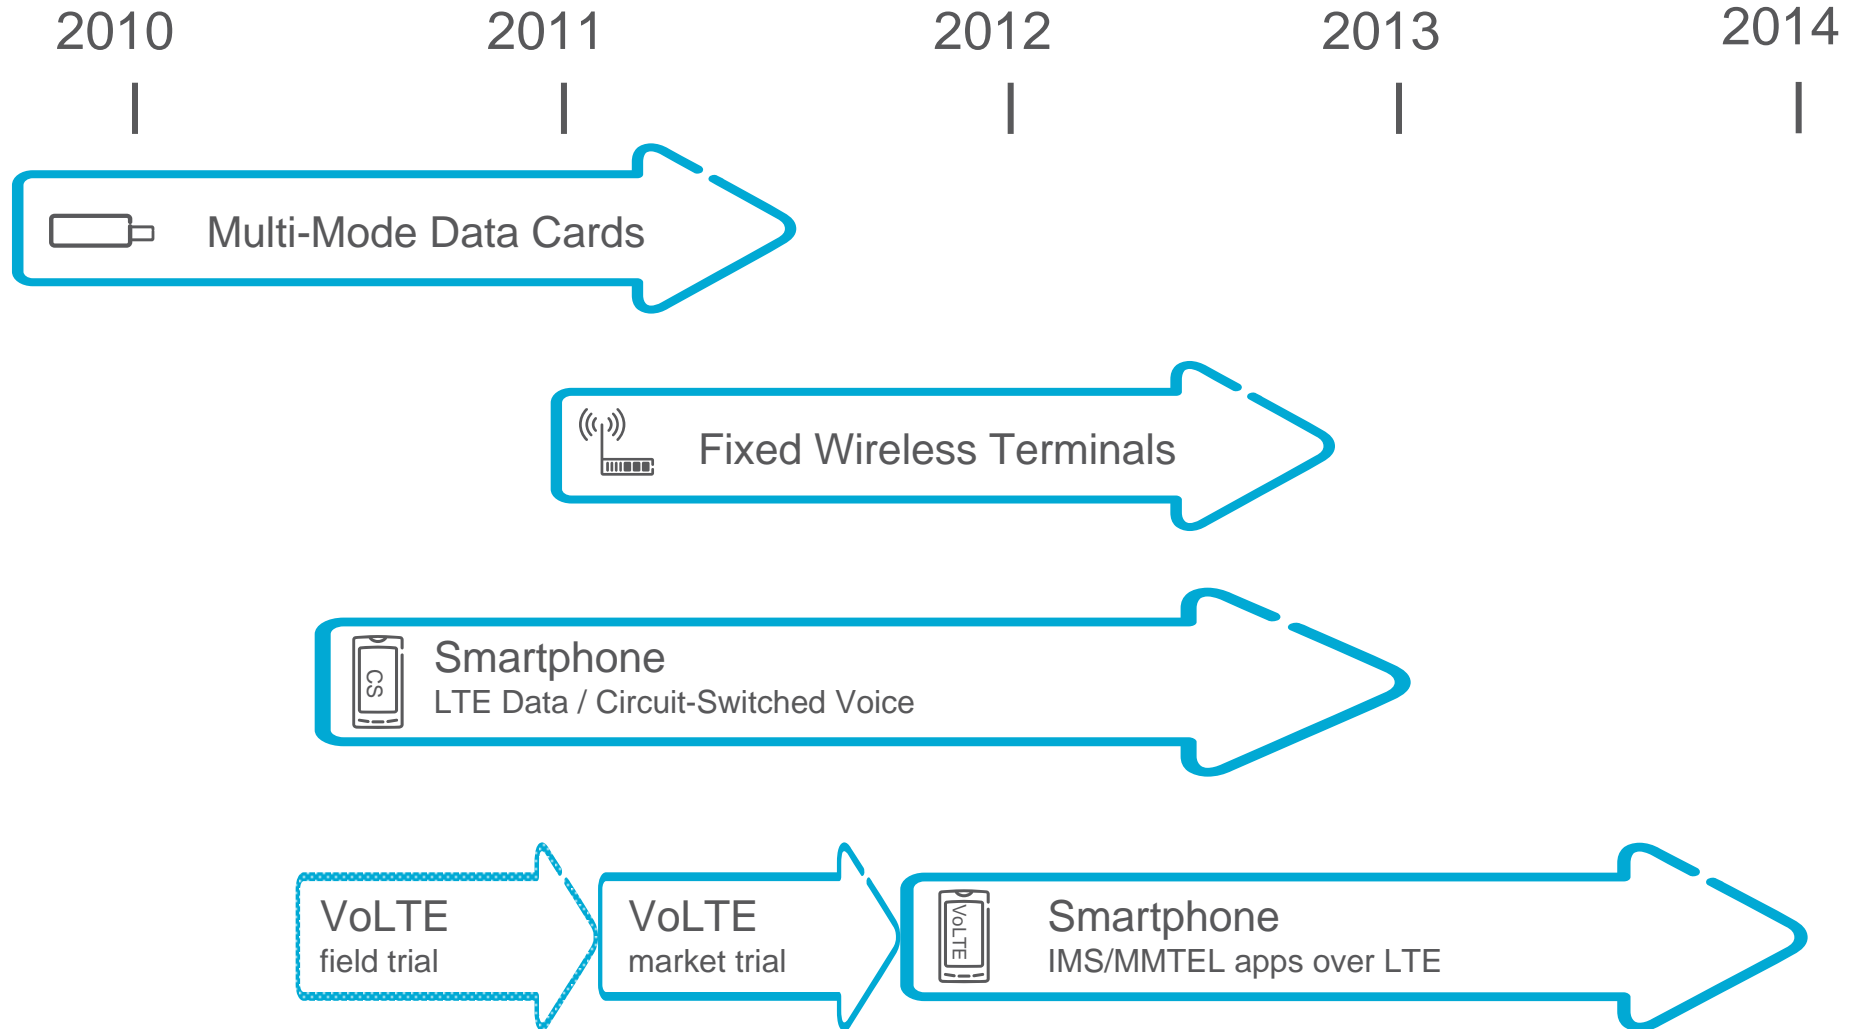 2010 2011 2012 2013 2014
Multi-Mode Data Cards
Fixed Wireless Terminals
CS
Smartphone
LTE Data / Circuit-Switched Voice
VoLTE
field trial
VoLTE
market trial
VoLTE
Smartphone
IMS/MMTEL apps over LTE